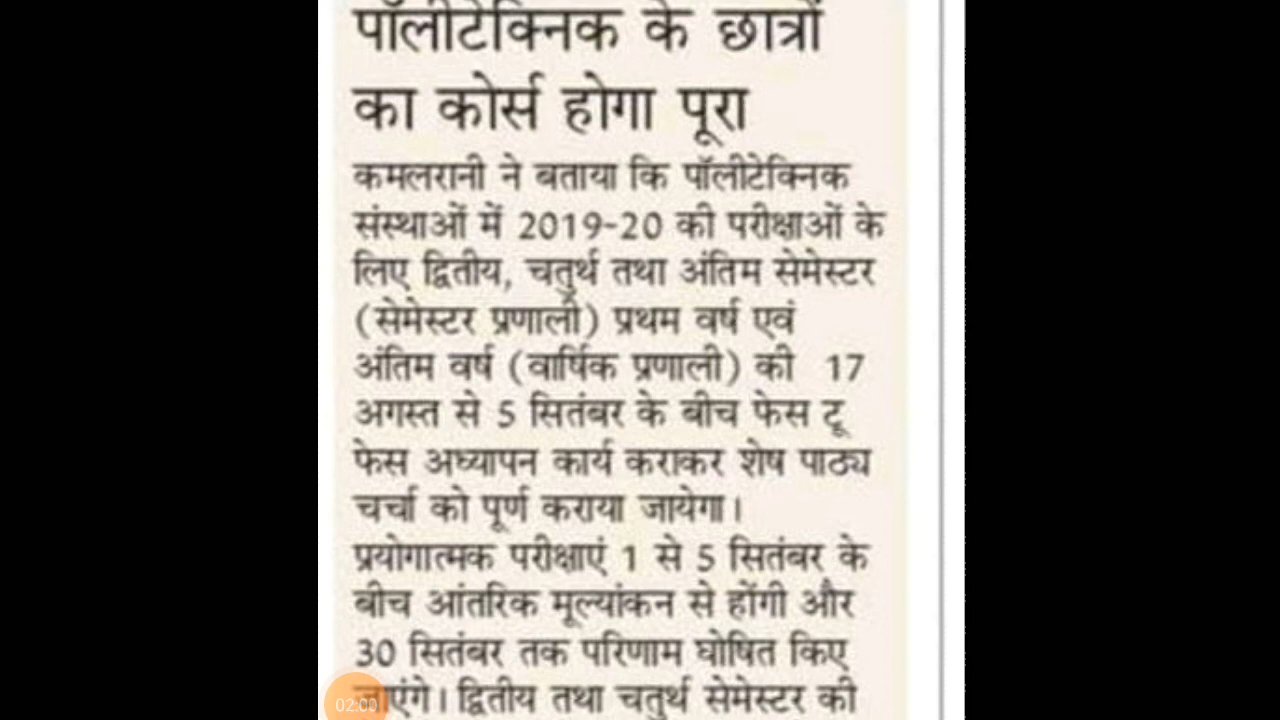 पॉलीटेक्निक के छात्रों
का कोर्स होगा पूरा
कमलरानी ने बताया कि पॉलीटेक्निक
संस्थाओं में 2019-20 की परीक्षाओं के
लिए द्वितीय, चतुर्थ तथा अंतिम सेमेस्टर
(सेमेस्टर प्रणाली) प्रथम वर्ष एवं
अंतिम वर्ष (वार्षिक प्रणाली) की 17
अगस्त से 5 सितंबर के बीच फेस टू
फेस अध्यापन कार्य कराकर शेष पाठ्य
चर्चा को पूर्ण कराया जायेगा।
प्रयोगात्मक परीक्षाएं 1 से 5 सितंबर के
बीच आंतरिक मूल्यांकन से होंगी और
30 सितंबर तक परिणाम घोषित किए
जाएंगे। द्वितीय तथा चतुर्थ सेमेस्टर की
02:00